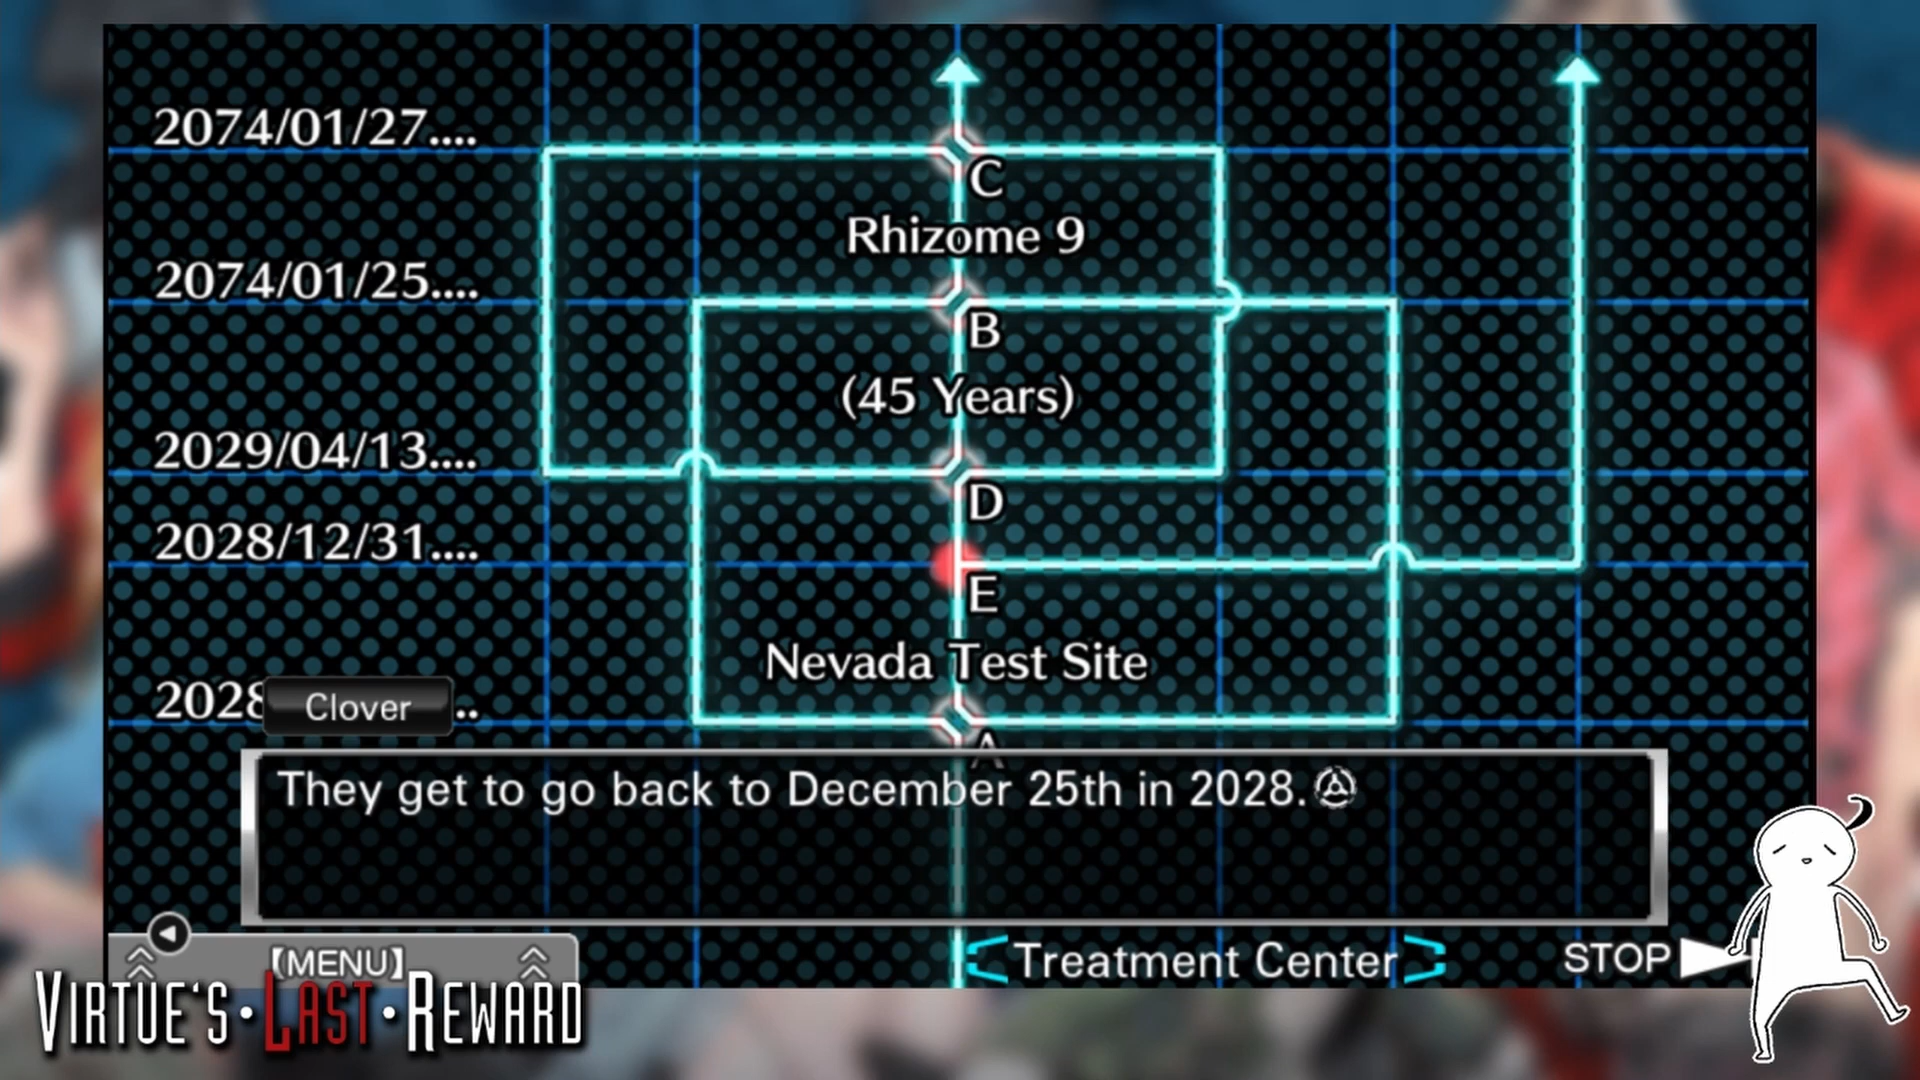 2074/01/27....
C
Rhizome 9
2074/01/25....
B
(45 Years)
2029/04/13....
D
2028/12/31....
E
Nevada Test Site
2028
..
Clover
A
They get to go back to December 25th in 2028.
【MENU】
Treatment Center
STOP
VIRTUE'S•LAST•REWARD